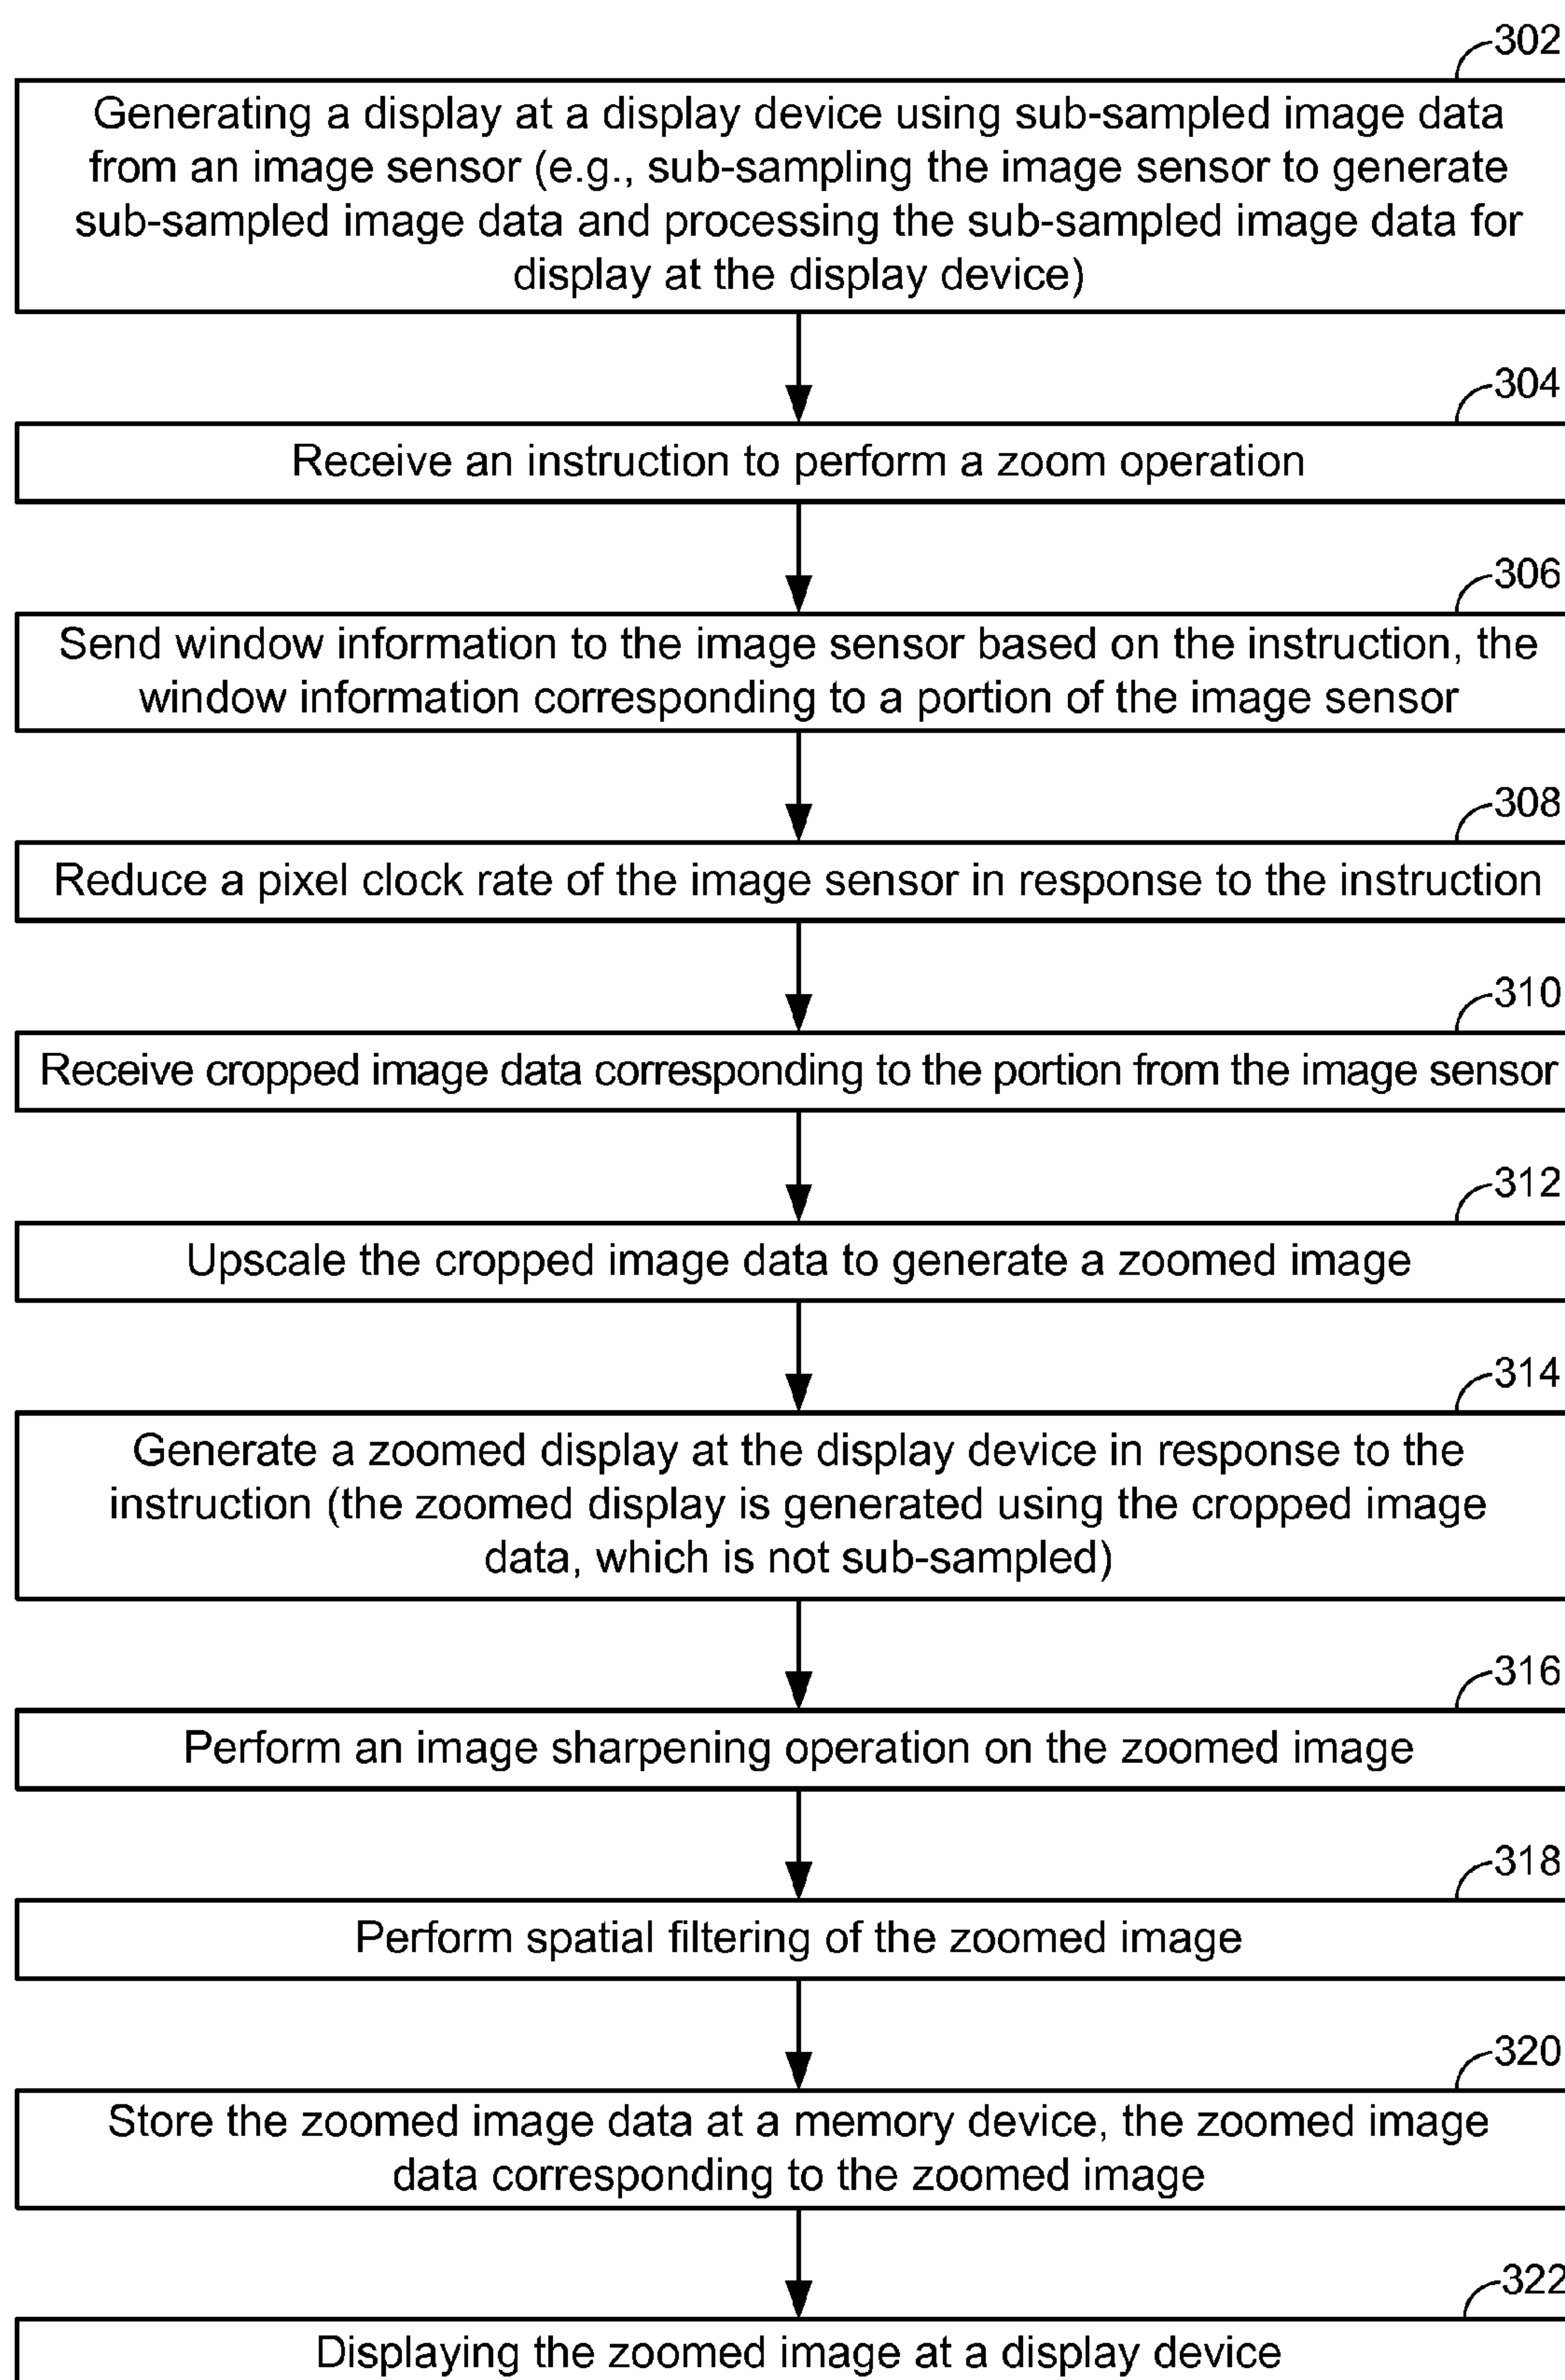 302
Generating a display at a display device using sub-sampled image data
from an image sensor (e.g., sub-sampling the image sensor to generate
sub-sampled image data and processing the sub-sampled image data for
display at the display device)
304
Receive an instruction to perform a zoom operation
306
Send window information to the image sensor based on the instruction, the
window information corresponding to a portion of the image sensor
308
Reduce a pixel clock rate of the image sensor in response to the instruction
310
Receive cropped image data corresponding to the portion from the image sensor
312
Upscale the cropped image data to generate a zoomed image
314
Generate a zoomed display at the display device in response to the
instruction (the zoomed display is generated using the cropped image
data, which is not sub-sampled)
316
Perform an image sharpening operation on the zoomed image
318
Perform spatial filtering of the zoomed image
320
Store the zoomed image data at a memory device, the zoomed image
data corresponding to the zoomed image
322
Displaying the zoomed image at a display device